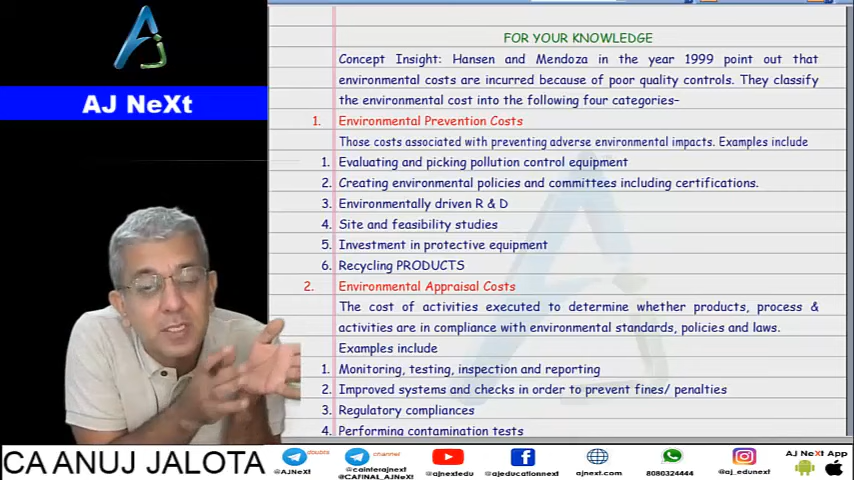 AJ NeXt
FOR YOUR KNOWLEDGE
Concept Insight: Hansen and Mendoza in the year 1999 point out that
environmental costs are incurred because of poor quality controls. They classify
the environmental cost into the following four categories-
1. Environmental Prevention Costs
Those costs associated with preventing adverse environmental impacts. Examples include
1. Evaluating and picking pollution control equipment
2. Creating environmental policies and committees including certifications.
3. Environmentally driven R & D
4. Site and feasibility studies
5. Investment in protective equipment
6. Recycling PRODUCTS
2. Environmental Appraisal Costs
The cost of activities executed to determine whether products, process &
activities are in compliance with environmental standards, policies and laws.
Examples include
1. Monitoring, testing, inspection and reporting
2. Improved systems and checks in order to prevent fines/ penalties
3. Regulatory compliances
4. Performing contamination tests
CA ANUJ JALOTA
doubts
@AJNeXt
channel
@cainterajnext
@CAFINAL_AJNeXt
@ajnextedu
@ajeducationnext
ajnext.com
8080324444
@aj_edunext
AJ NeXt App